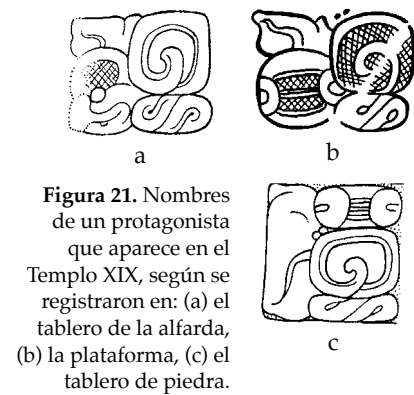 a
b
Figura 21. Nombres
de un protagonista
que aparece en el
Templo XIX, según se
registraron en: (a) el
tablero de la alfarda,
(b) la plataforma, (c) el
tablero de piedra.
c